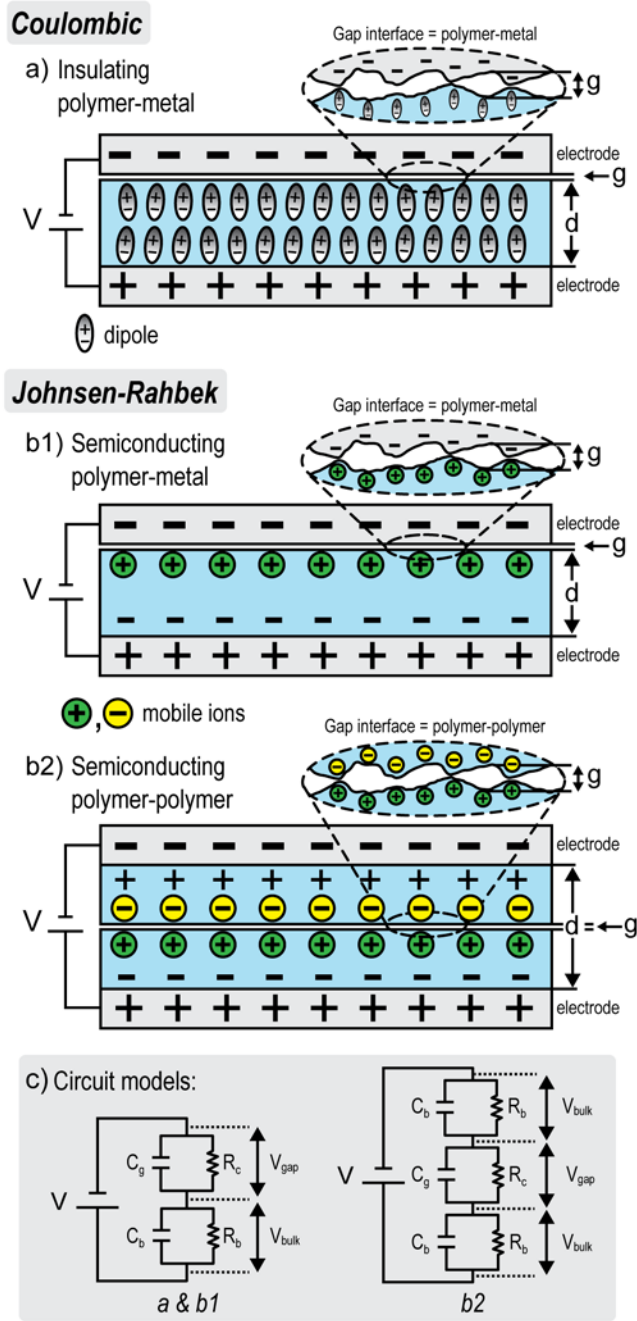 Coulombic
a) Insulating
polymer-metal
Gap interface = polymer-metal
g
electrode
g
V
d
electrode
dipole
Johnsen-Rahbek
b1) Semiconducting
polymer-metal
Gap interface = polymer-metal
g
electrode
g
V
d
electrode
+, − mobile ions
b2) Semiconducting
polymer-polymer
Gap interface = polymer-polymer
g
electrode
V
d
g
electrode
c) Circuit models:
V
Cg
Rc
Vgap
Cb
Rb
Vbulk
a & b1
V
Cb
Rb
Vbulk
Cg
Rc
Vgap
Cb
Rb
Vbulk
b2